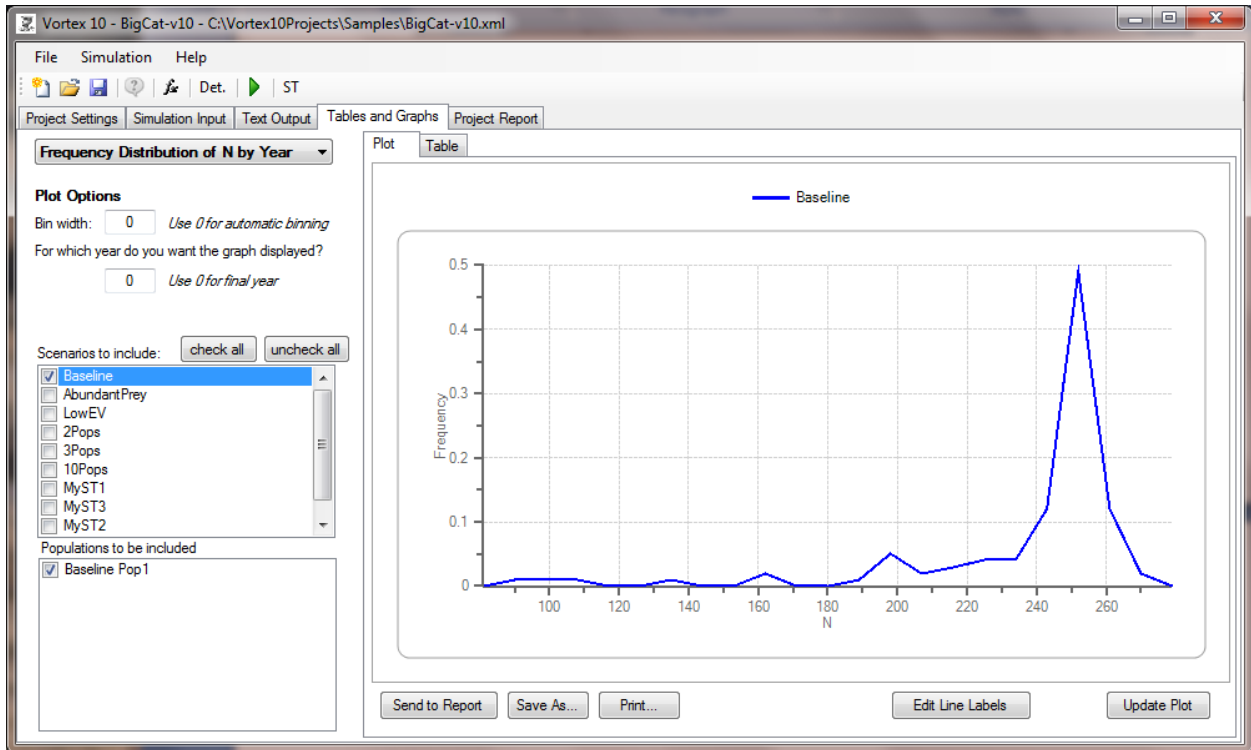 Vortex 10 - BigCat-v10 - C:\Vortex10Projects\Samples\BigCat-v10.xml
File Simulation Help
fx Det. ST
Project Settings Simulation Input Text Output Tables and Graphs Project Report
Frequency Distribution of N by Year
Plot Options
Bin width: 0 Use 0 for automatic binning
For which year do you want the graph displayed?
0 Use 0 for final year
Scenarios to include: check all uncheck all
Baseline
AbundantPrey
LowEV
2Pops
3Pops
10Pops
MyST1
MyST3
MyST2
Populations to be included
Baseline Pop1
Plot Table
Baseline
0.5
0.4
0.3
0.2
0.1
0
Frequency
100 120 140 160 180 200 220 240 260
N
Send to Report Save As... Print... Edit Line Labels Update Plot